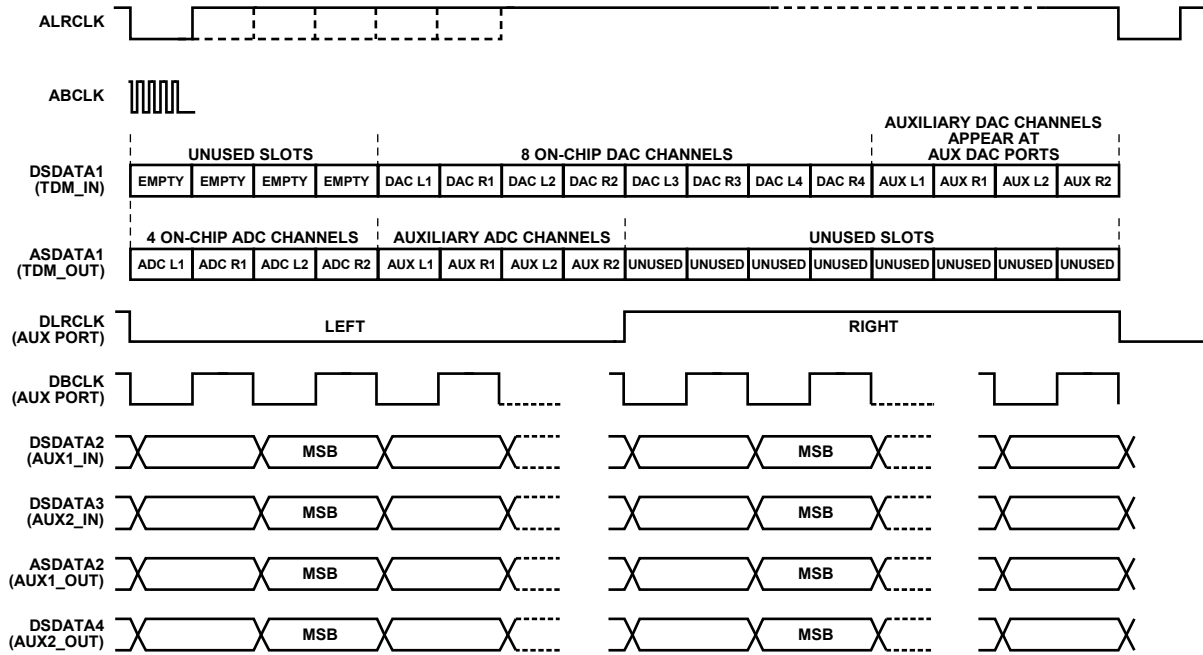 ALRCLK
ABCLK
AUXILIARY DAC CHANNELS
APPEAR AT
AUX DAC PORTS
UNUSED SLOTS
8 ON-CHIP DAC CHANNELS
DSDATA1
(TDM_IN)
EMPTY EMPTY EMPTY EMPTY DAC L1 DAC R1 DAC L2 DAC R2 DAC L3 DAC R3 DAC L4 DAC R4 AUX L1 AUX R1 AUX L2 AUX R2
4 ON-CHIP ADC CHANNELS
AUXILIARY ADC CHANNELS
UNUSED SLOTS
ASDATA1
(TDM_OUT)
ADC L1 ADC R1 ADC L2 ADC R2 AUX L1 AUX R1 AUX L2 AUX R2 UNUSED UNUSED UNUSED UNUSED UNUSED UNUSED UNUSED UNUSED
DLRCLK
(AUX PORT)
LEFT
RIGHT
DBCLK
(AUX PORT)
DSDATA2
(AUX1_IN)
MSB
MSB
DSDATA3
(AUX2_IN)
MSB
MSB
ASDATA2
(AUX1_OUT)
MSB
MSB
DSDATA4
(AUX2_OUT)
MSB
MSB